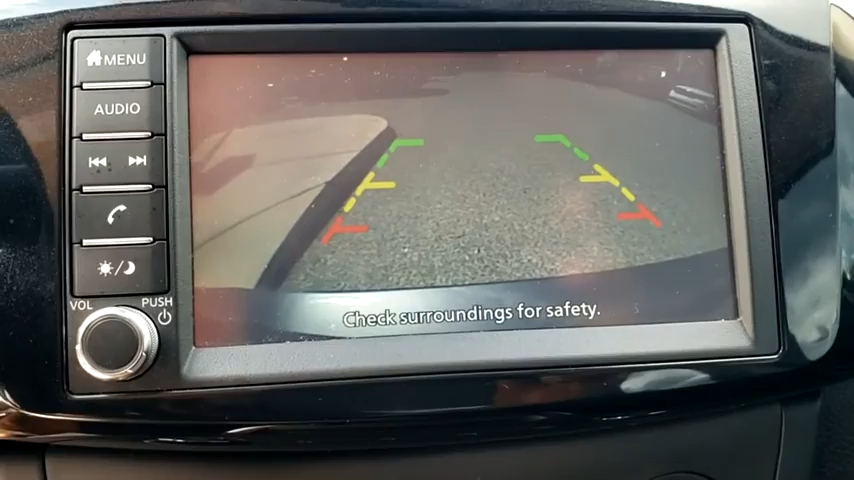 MENU
AUDIO
VOL
PUSH
Check surroundings for safety.